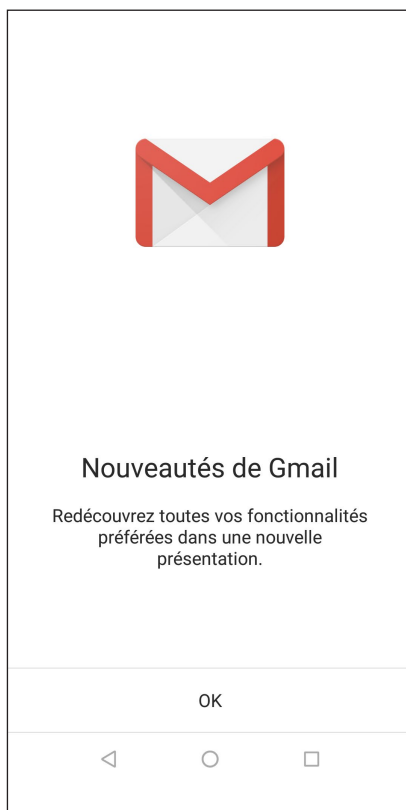 Nouveautés de Gmail
Redécouvrez toutes vos fonctionnalités
préférées dans une nouvelle
présentation.
OK